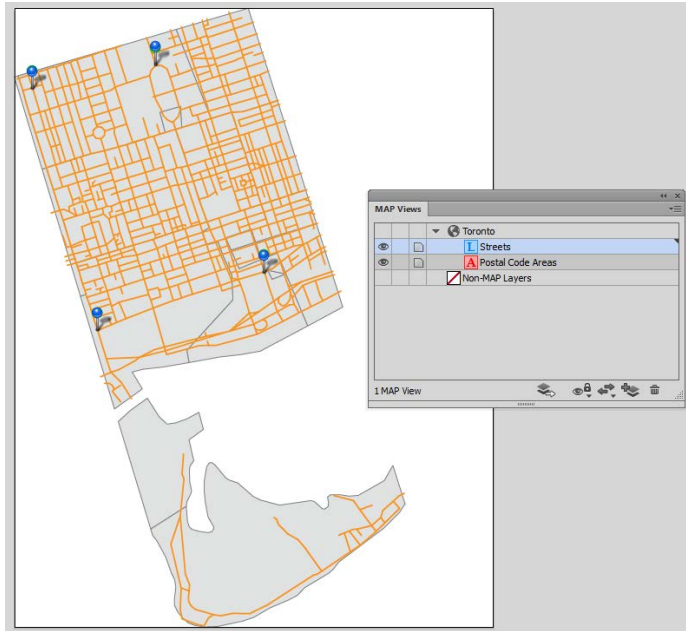 MAP Views
Toronto
L Streets
A Postal Code Areas
Non-MAP Layers
1 MAP View